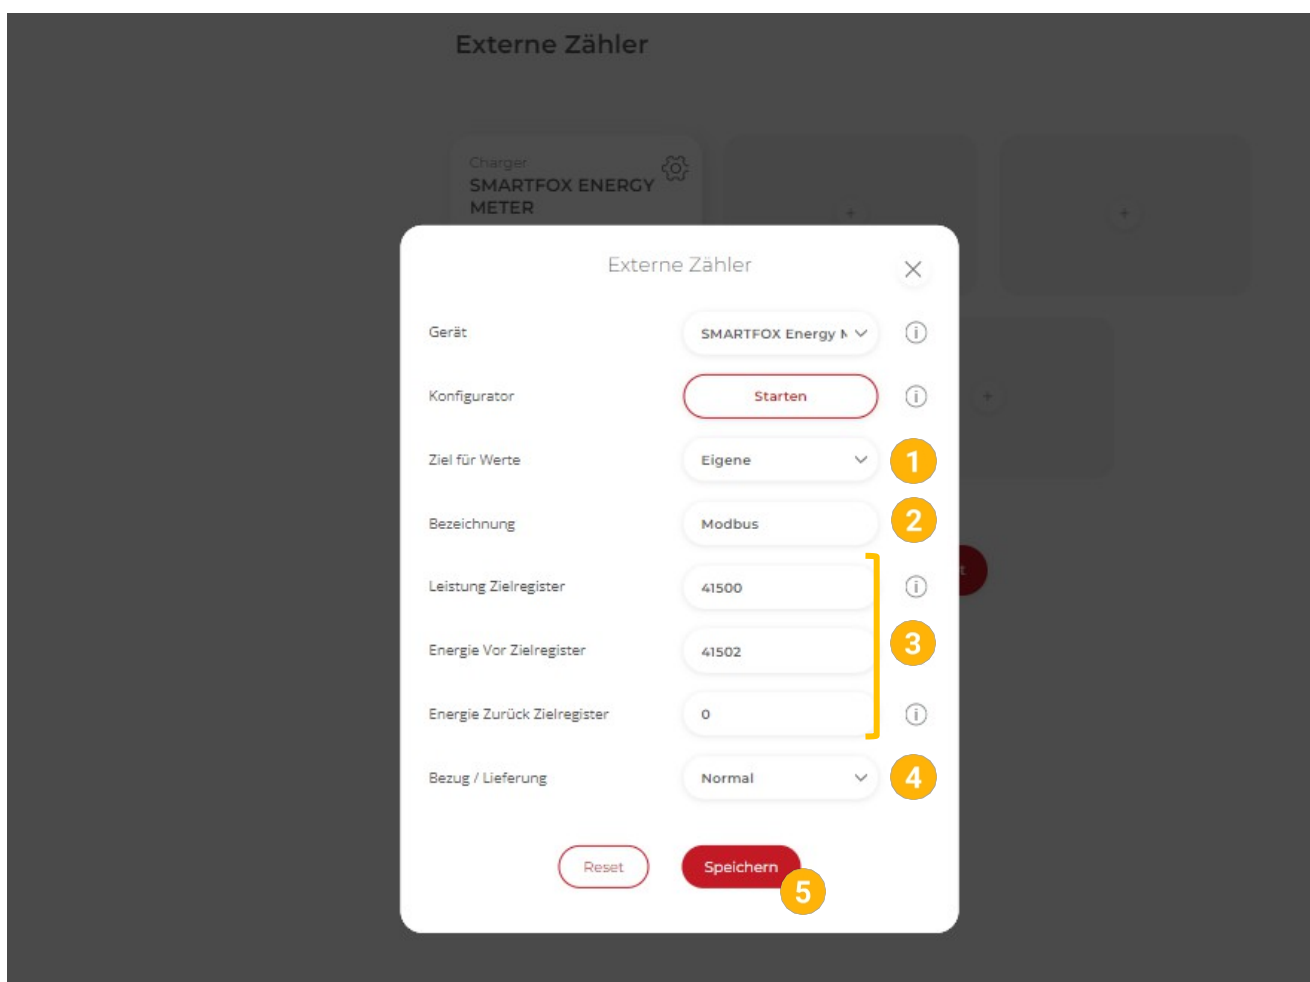 Externe Zähler
Charger
SMARTFOX ENERGY
METER
Externe Zähler
Gerät
SMARTFOX Energy
Konfigurator
Starten
Ziel für Werte
Eigene
1
Bezeichnung
Modbus
2
Leistung Zielregister
41500
Energie Vor Zielregister
41502
3
Energie Zurück Zielregister
0
Bezug / Lieferung
Normal
4
Reset
Speichern
5